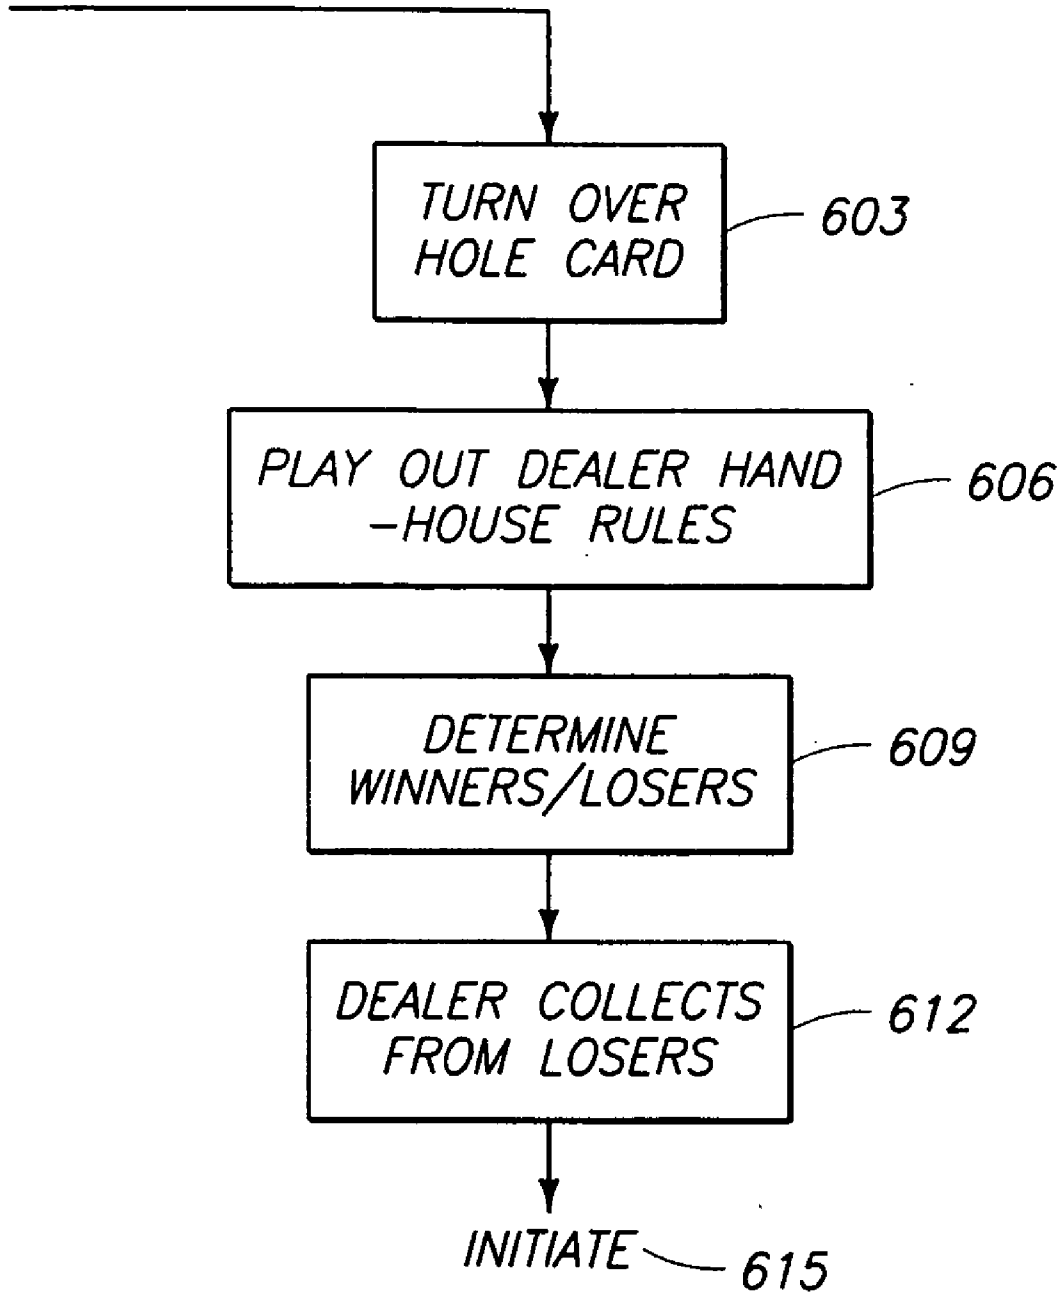 TURN OVER
HOLE CARD
603
PLAY OUT DEALER HAND
-HOUSE RULES
606
DETERMINE
WINNERS/LOSERS
609
DEALER COLLECTS
FROM LOSERS
612
INITIATE
615